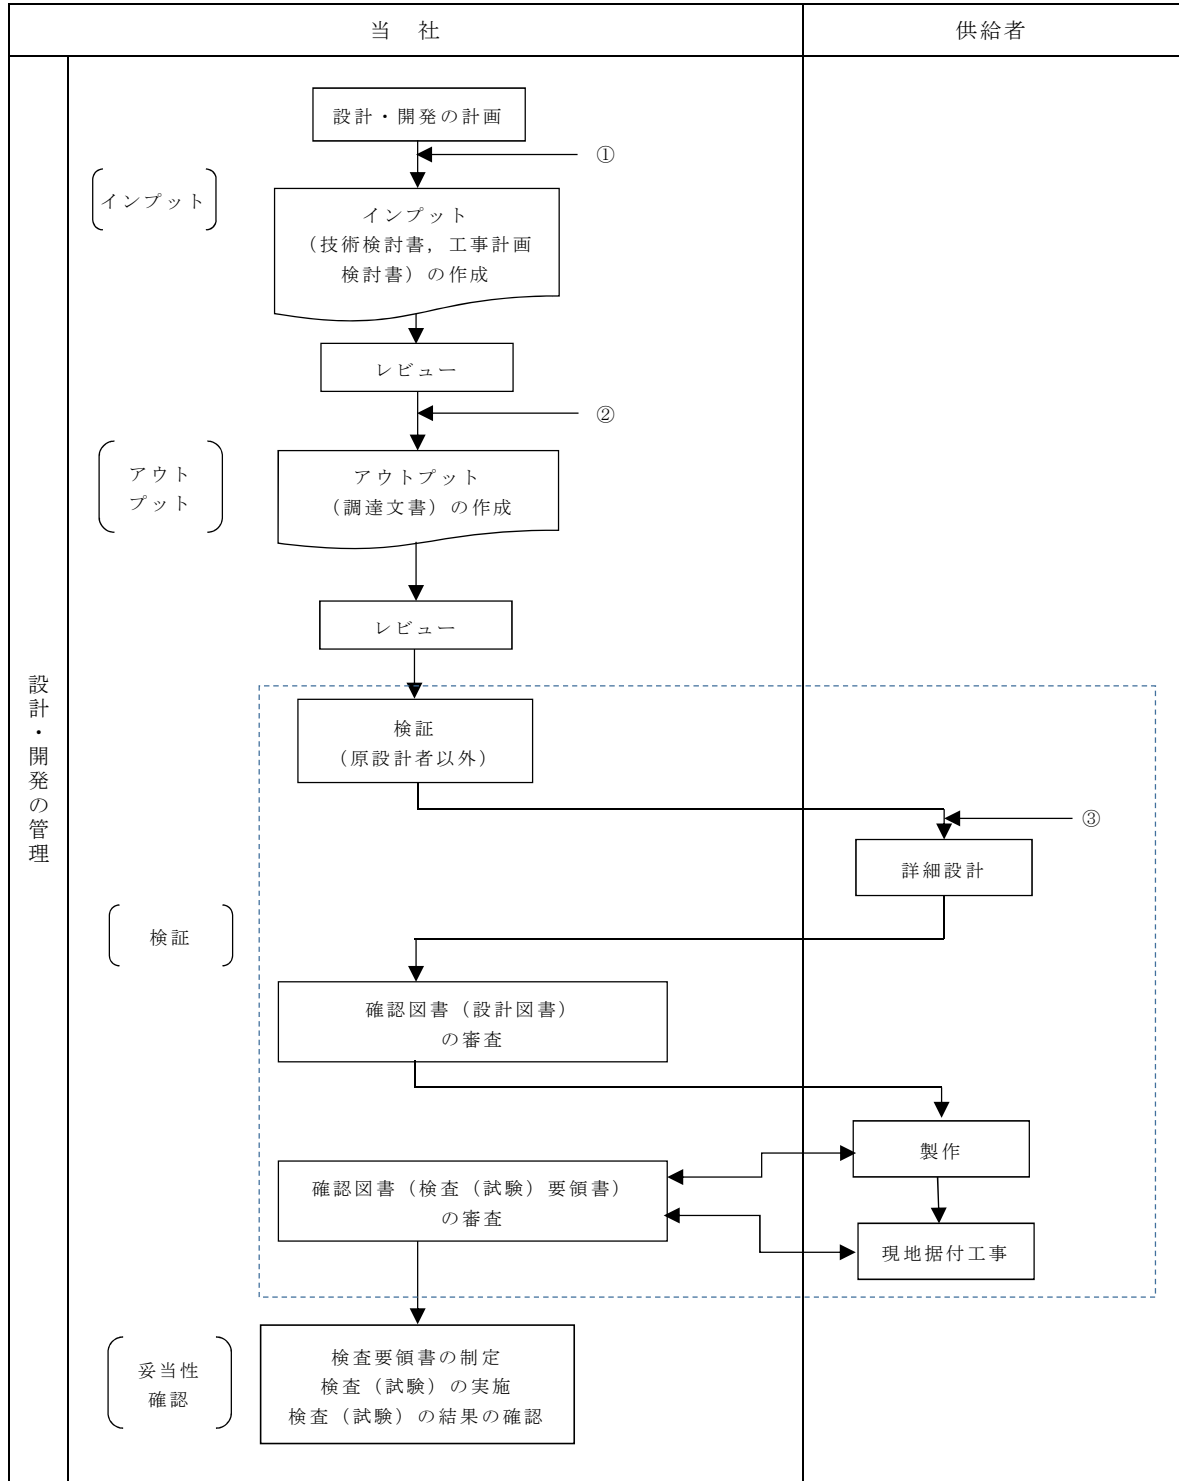 当　社
供給者
設計・開発の管理
設計・開発の計画
①
インプット
インプット
（技術検討書，工事計画
検討書）の作成
レビュー
②
アウト
プット
アウトプット
（調達文書）の作成
レビュー
検証
（原設計者以外）
③
詳細設計
検証
確認図書（設計図書）
の審査
製作
確認図書（検査（試験）要領書）
の審査
現地据付工事
妥当性
確認
検査要領書の制定
検査（試験）の実施
検査（試験）の結果の確認